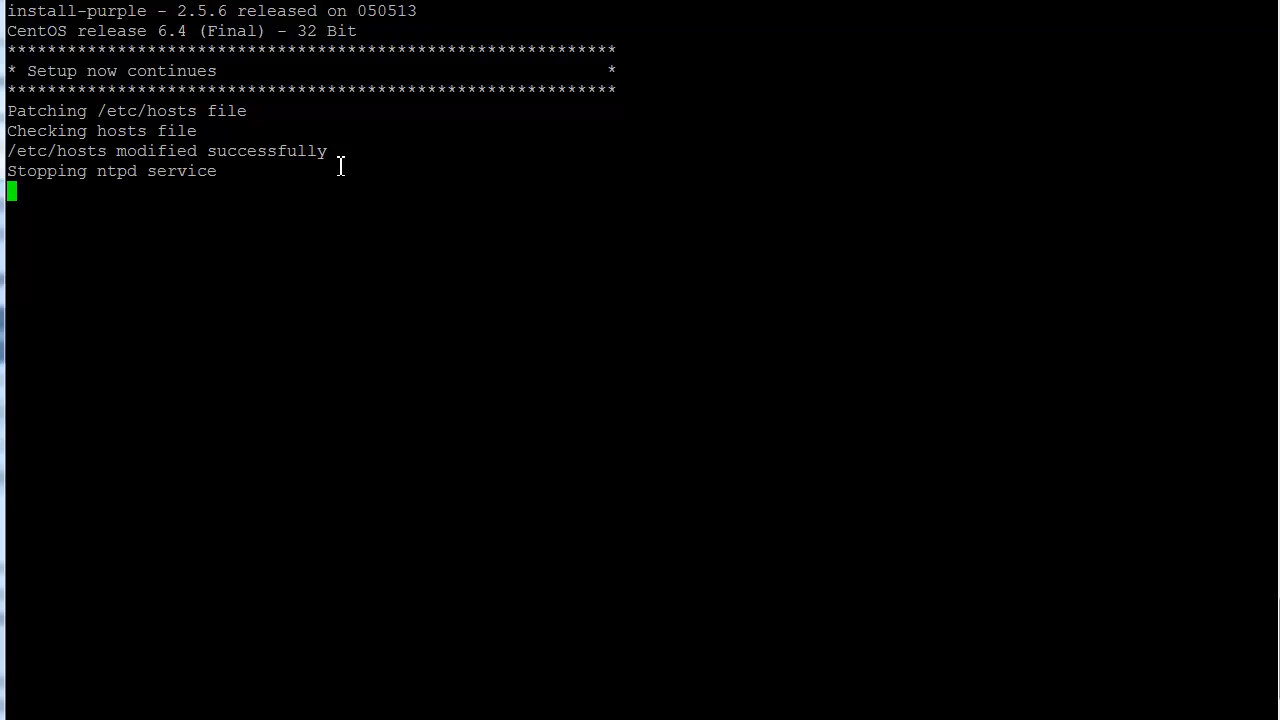 install-purple - 2.5.6 released on 050513
CentOS release 6.4 (Final) - 32 Bit
*************************************************************
* Setup now continues                                       *
*************************************************************
Patching /etc/hosts file
Checking hosts file
/etc/hosts modified successfully
Stopping ntpd service